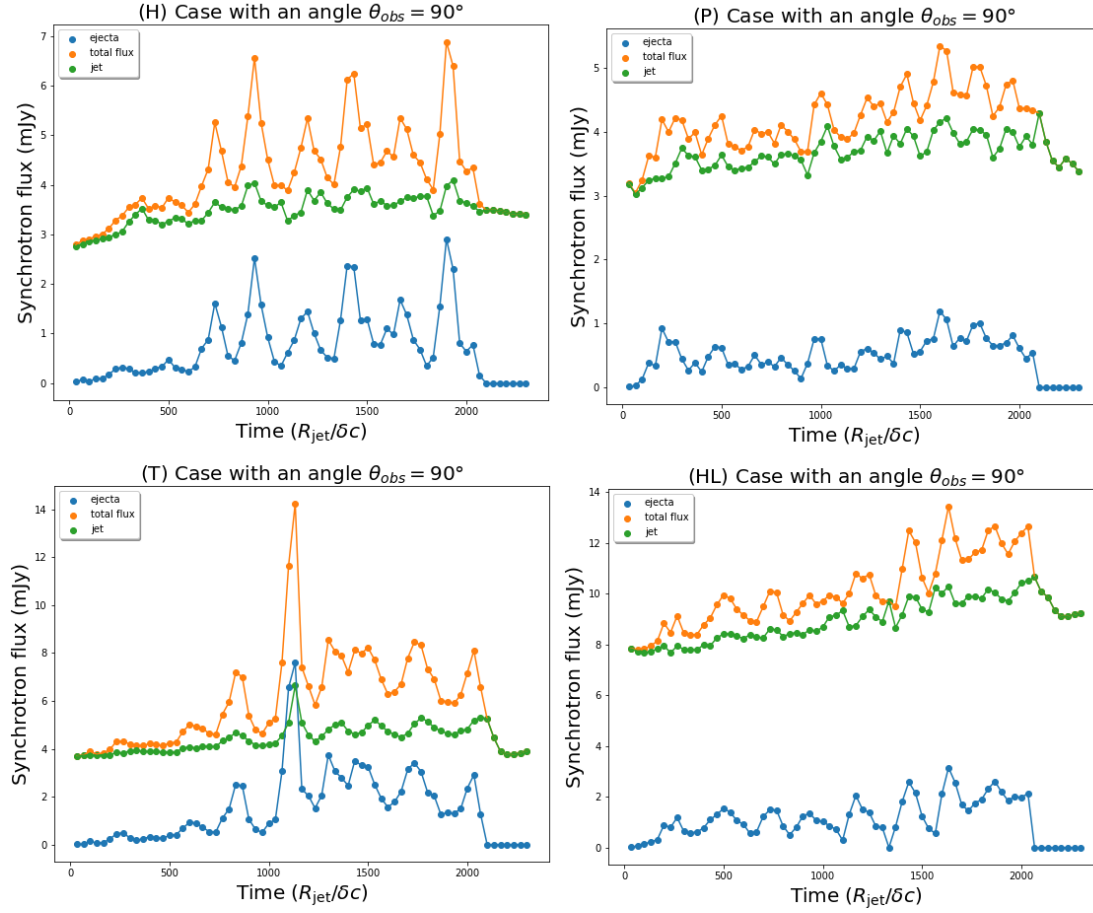 (H) Case with an angle θobs = 90°
ejecta
total flux
jet
Synchrotron flux (mJy)
7
6
5
4
3
2
1
0
0 500 1000 1500 2000
Time (Rjet/δc)
(P) Case with an angle θobs = 90°
ejecta
total flux
jet
Synchrotron flux (mJy)
5
4
3
2
1
0
0 500 1000 1500 2000
Time (Rjet/δc)
(T) Case with an angle θobs = 90°
ejecta
total flux
jet
Synchrotron flux (mJy)
14
12
10
8
6
4
2
0
0 500 1000 1500 2000
Time (Rjet/δc)
(HL) Case with an angle θobs = 90°
ejecta
total flux
jet
Synchrotron flux (mJy)
14
12
10
8
6
4
2
0
0 500 1000 1500 2000
Time (Rjet/δc)